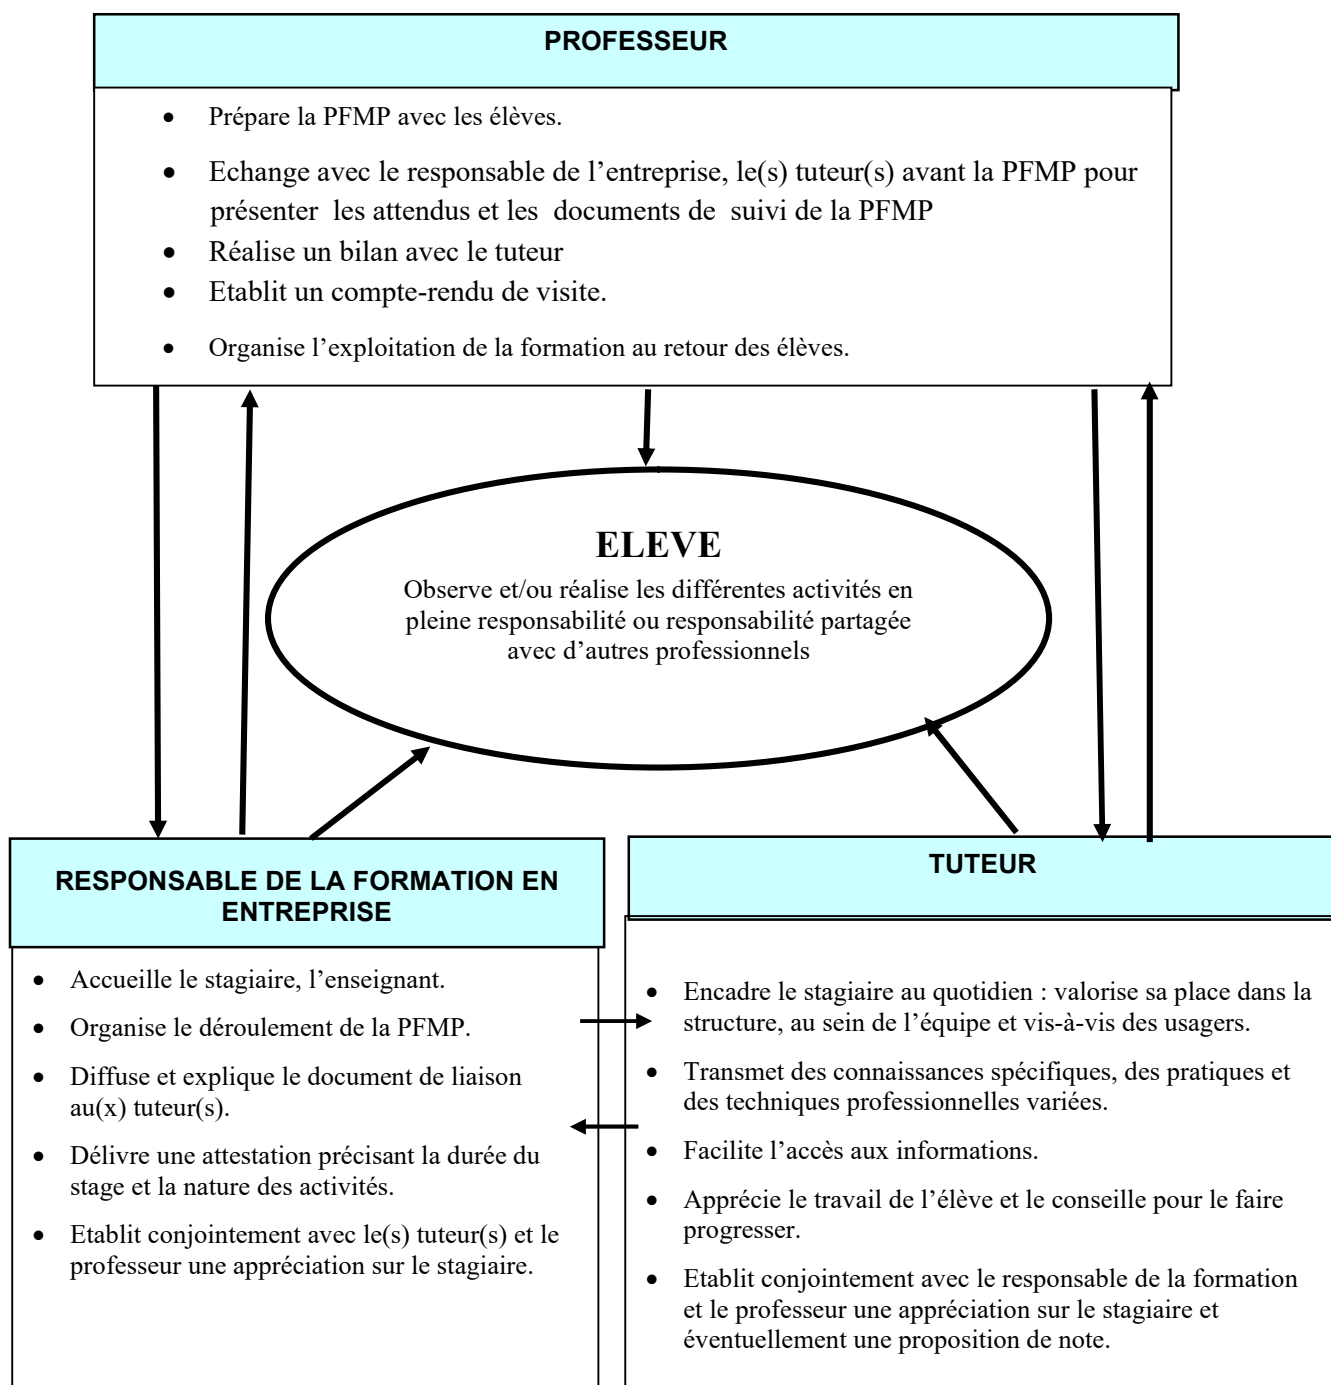 PROFESSEUR
• Prépare la PFMP avec les élèves.
• Echange avec le responsable de l’entreprise, le(s) tuteur(s) avant la PFMP pour
présenter les attendus et les documents de suivi de la PFMP
• Réalise un bilan avec le tuteur
• Etablit un compte-rendu de visite.
• Organise l’exploitation de la formation au retour des élèves.
ELEVE
Observe et/ou réalise les différentes activités en
pleine responsabilité ou responsabilité partagée
avec d’autres professionnels
RESPONSABLE DE LA FORMATION EN
ENTREPRISE
• Accueille le stagiaire, l’enseignant.
• Organise le déroulement de la PFMP.
• Diffuse et explique le document de liaison
au(x) tuteur(s).
• Délivre une attestation précisant la durée du
stage et la nature des activités.
• Etablit conjointement avec le(s) tuteur(s) et le
professeur une appréciation sur le stagiaire.
TUTEUR
• Encadre le stagiaire au quotidien : valorise sa place dans la
structure, au sein de l’équipe et vis-à-vis des usagers.
• Transmet des connaissances spécifiques, des pratiques et
des techniques professionnelles variées.
• Facilite l’accès aux informations.
• Apprécie le travail de l’élève et le conseille pour le faire
progresser.
• Etablit conjointement avec le responsable de la formation
et le professeur une appréciation sur le stagiaire et
éventuellement une proposition de note.